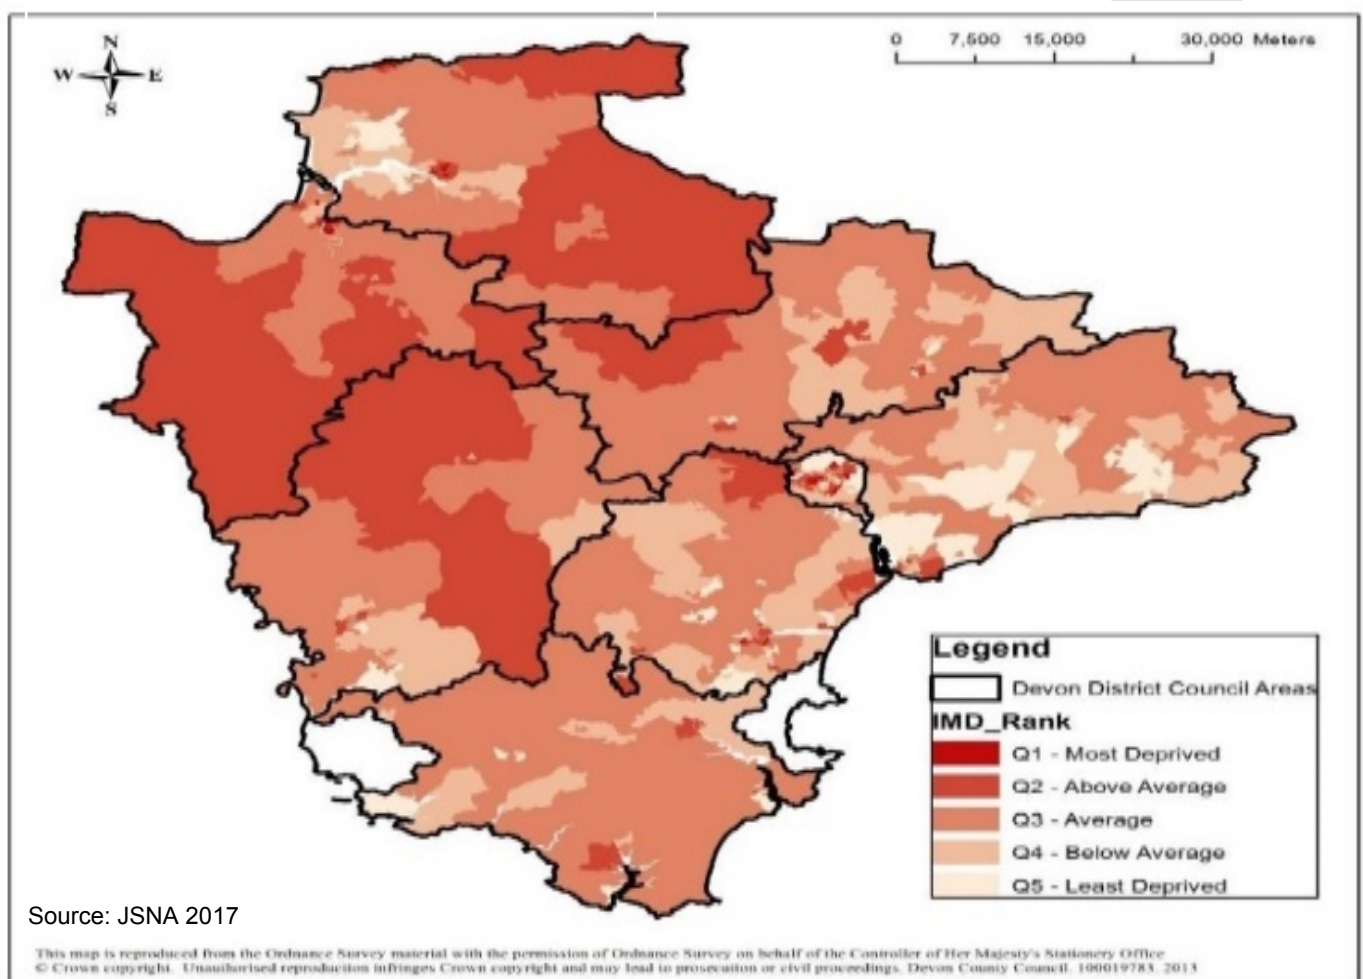 N
W E
S
0 7,500 15,000 30,000 Meters
Legend
Devon District Council Areas
IMD_Rank
Q1 - Most Deprived
Q2 - Above Average
Q3 - Average
Q4 - Below Average
Q5 - Least Deprived
Source: JSNA 2017
This map is reproduced from the Ordnance Survey material with the permission of Ordnance Survey on behalf of the Controller of Her Majesty's Stationery Office
© Crown copyright. Unauthorised reproduction infringes Crown copyright and may lead to prosecution or civil proceedings. Devon County Council. 100019783. 2013